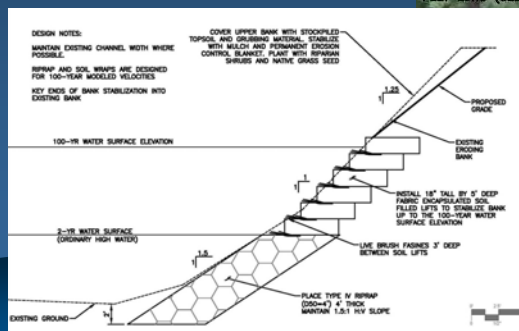 DESIGN NOTES:
MAINTAIN EXISTING CHANNEL WIDTH WHERE
POSSIBLE.
RIPRAP AND SOIL WRAPS ARE DESIGNED
FOR 100-YEAR MODELED VELOCITIES
KEY ENDS OF BANK STABILIZATION INTO
EXISTING BANK
COVER UPPER BANK WITH STOCKPILED
TOPSOIL AND GRUBBING MATERIAL. STABILIZE
WITH MULCH AND PERMANENT EROSION
CONTROL BLANKET. PLANT WITH RIPARIAN
SHRUBS AND NATIVE GRASS SEED
1.25
1
PROPOSED
GRADE
EXISTING
ERODING
BANK
100-YR WATER SURFACE ELEVATION
1
1
INSTALL 18" TALL BY 5' DEEP
FABRIC ENCAPSULATED SOIL
FILLED LIFTS TO STABILIZE BANK
UP TO THE 100-YEAR WATER
SURFACE ELEVATION
2-YR WATER SURFACE
(ORDINARY HIGH WATER)
LIVE BRUSH FASINES 3' DEEP
BETWEEN SOIL LIFTS
1.5
1
PLACE TYPE IV RIPRAP
(D50=4") 4' THICK
MAINTAIN 1.5:1 H:V SLOPE
EXISTING GROUND
2'